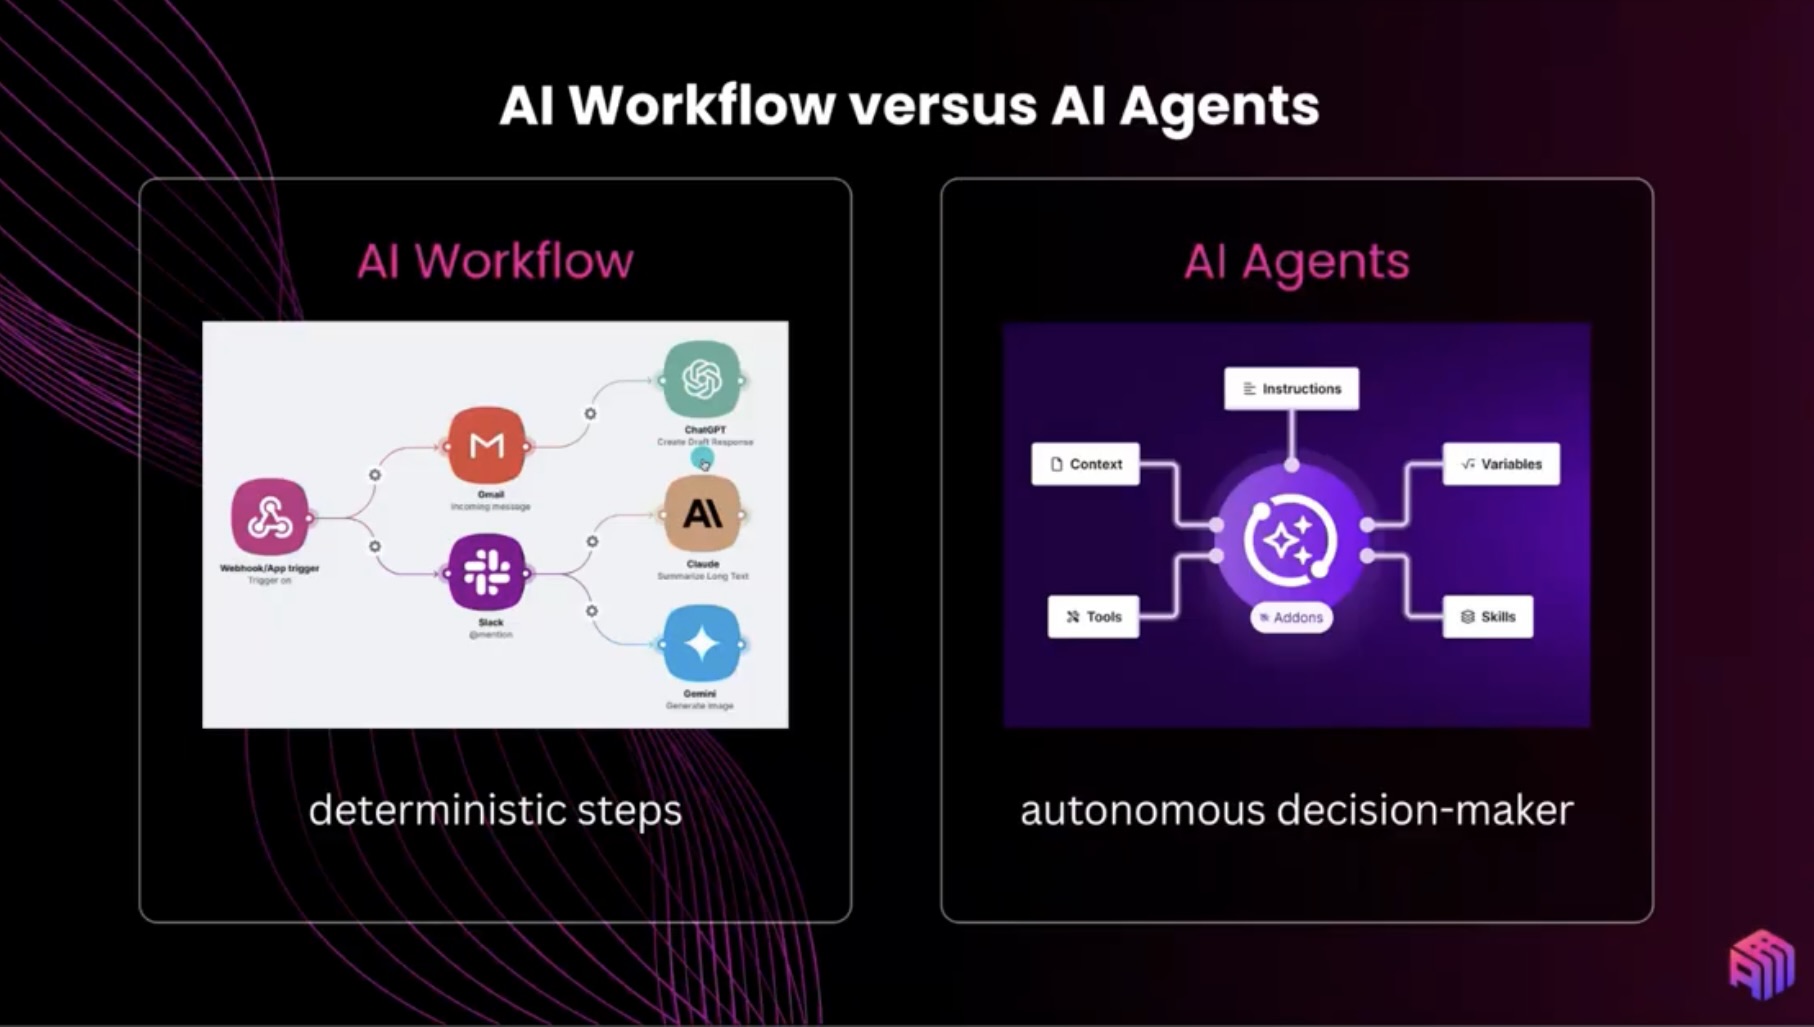 AI Workflow versus AI Agents
AI Workflow
ChatGPT
Create Draft Response
Gmail
Incoming message
Claude
Summarize Long Text
Webhook/App trigger
Trigger on
Slack
@mention
Gemini
Generate image
deterministic steps
AI Agents
Instructions
Context
Variables
Tools
Skills
Addons
autonomous decision-maker